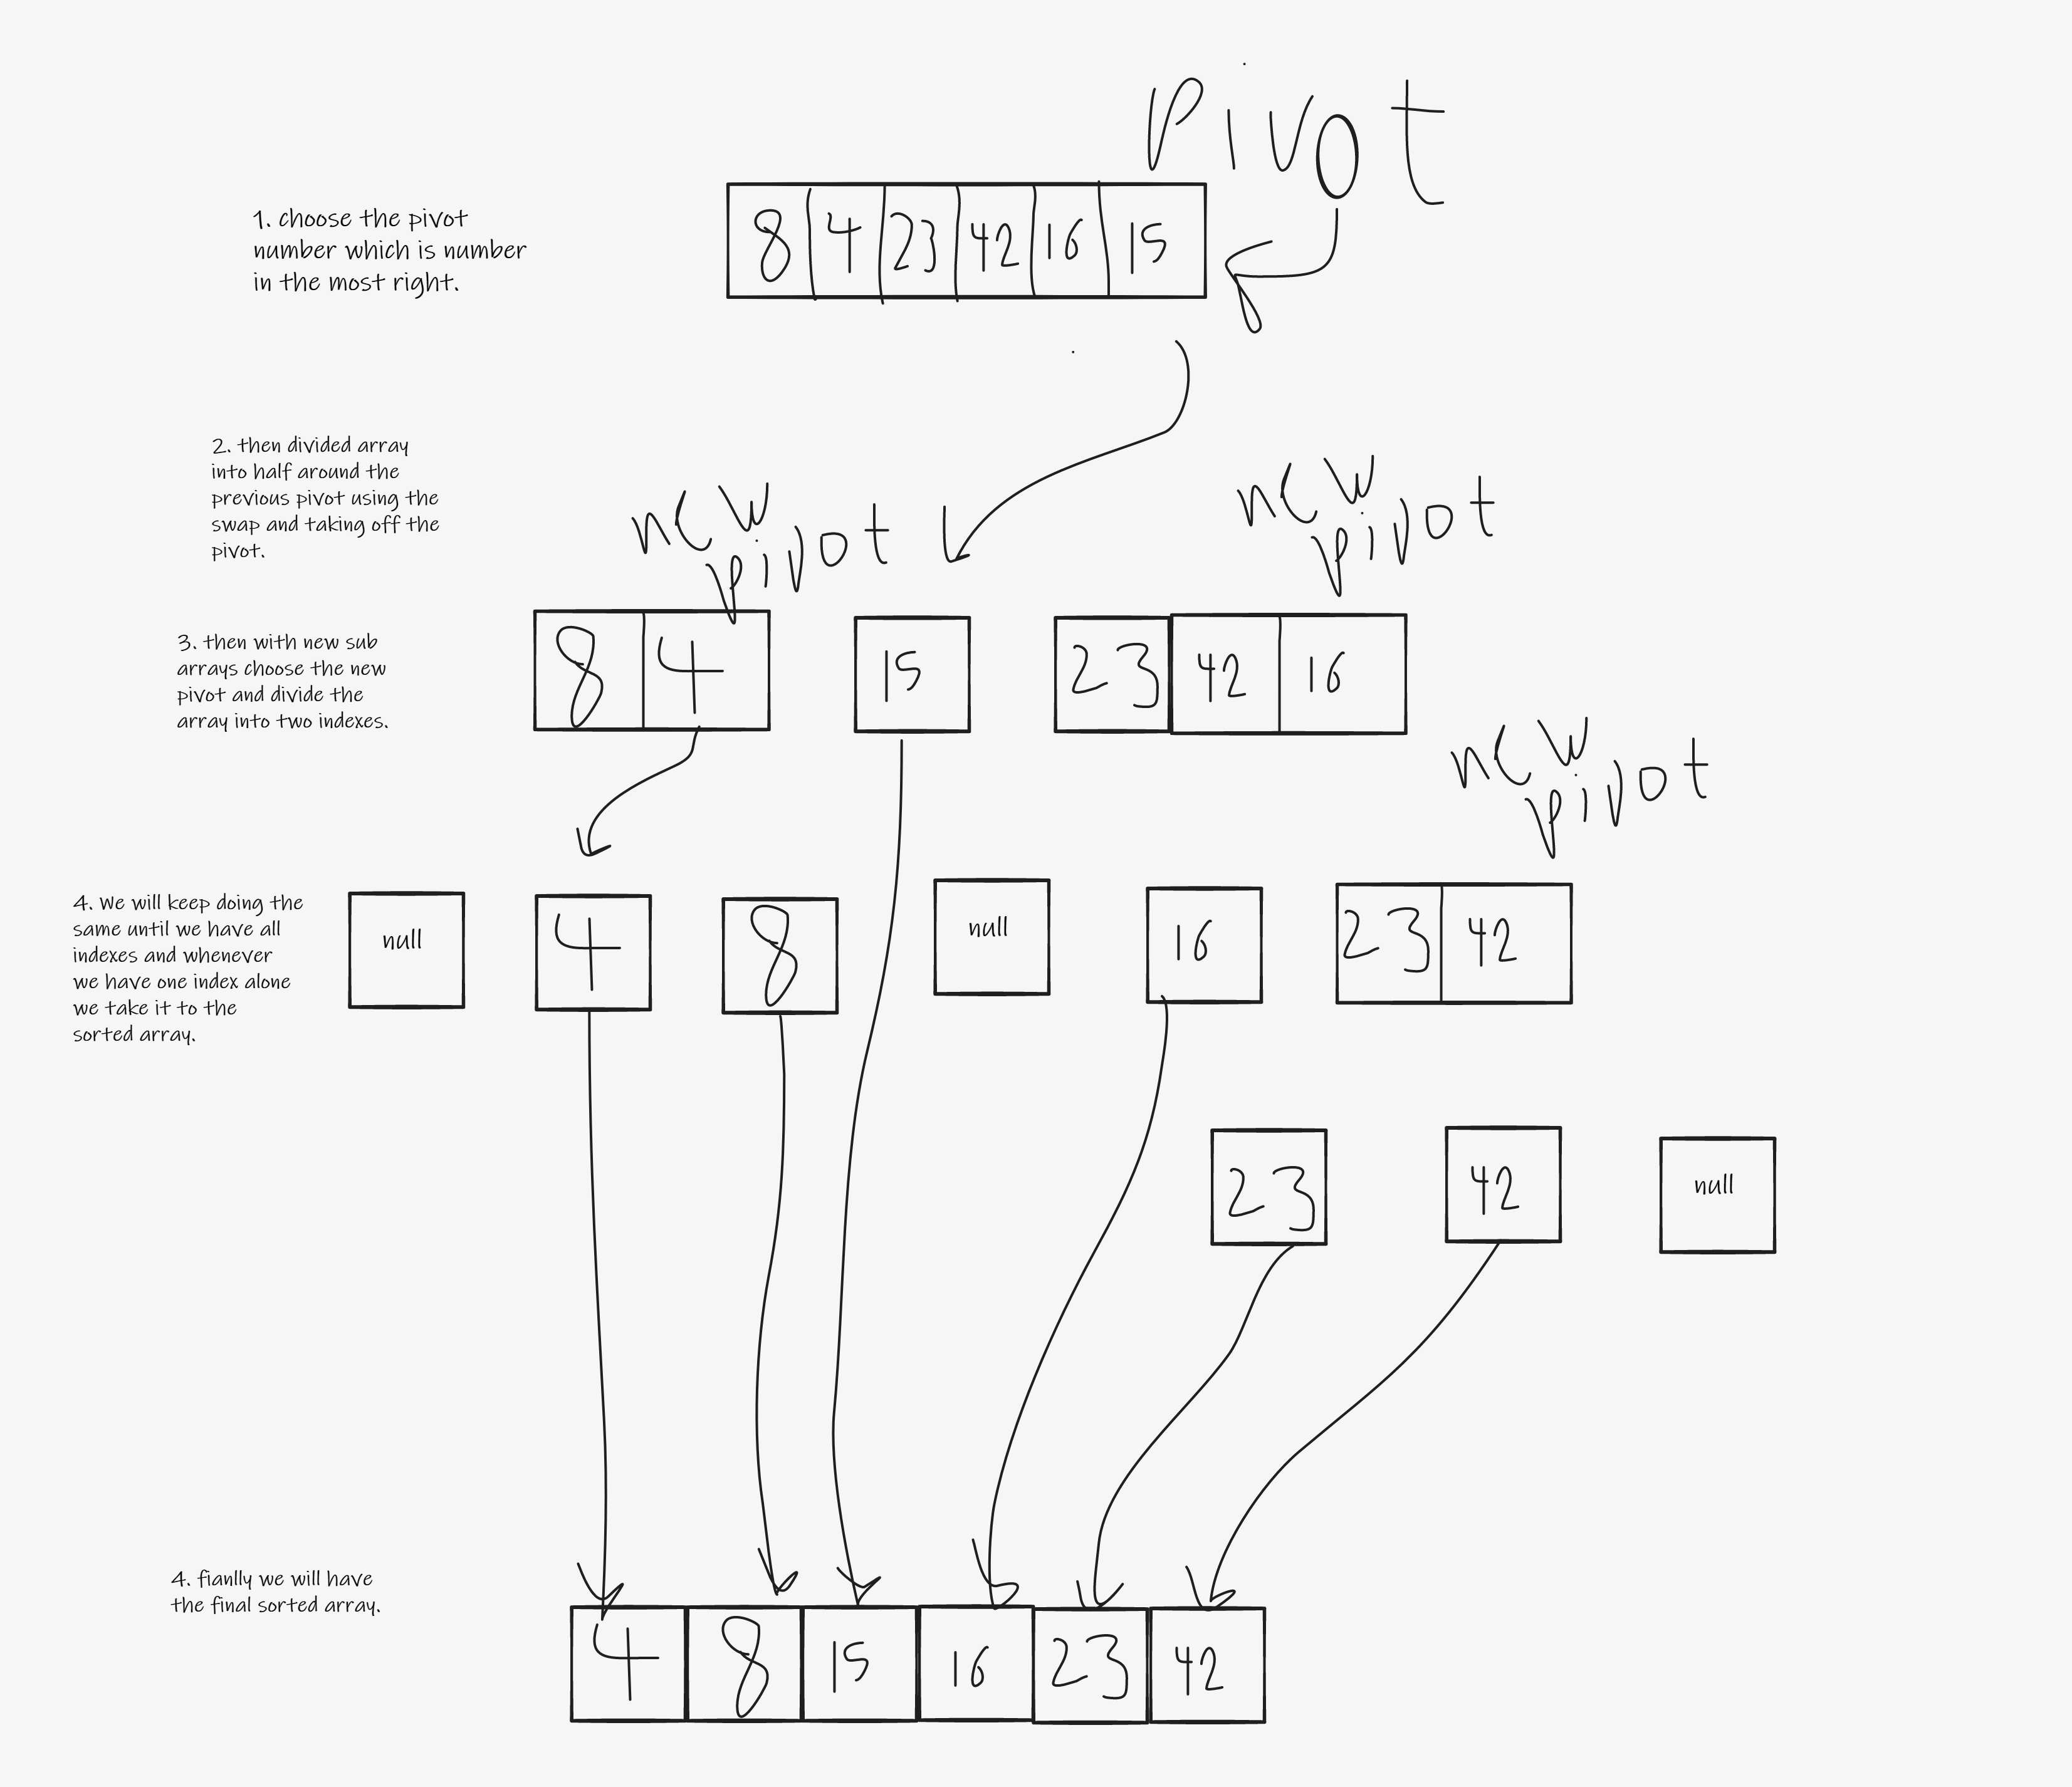 Pivot
8 4 23 42 16 15
1. choose the pivot
number which is number
in the most right.
2. then divided array
into half around the
previous pivot using the
swap and taking off the
pivot.
new
pivot
new
pivot
8 4 15 23 42 16
3. then with new sub
arrays choose the new
pivot and divide the
array into two indexes.
new
pivot
null 4 8 null 16 23 42
4. We will keep doing the
same until we have all
indexes and whenever
we have one index alone
we take it to the
sorted array.
23 42 null
4. fianlly we will have
the final sorted array.
4 8 15 16 23 42